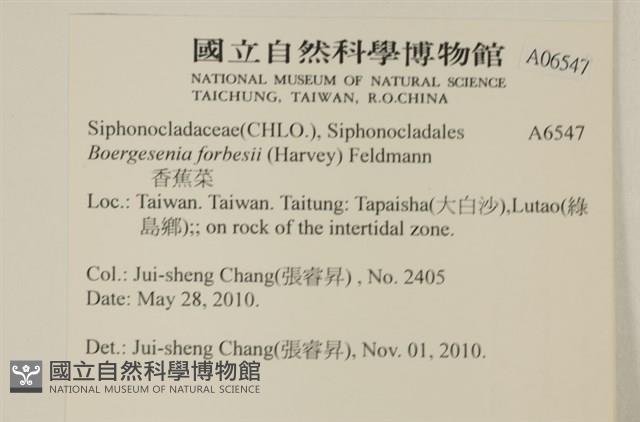 國立自然科學博物館
NATIONAL MUSEUM OF NATURAL SCIENCE
TAICHUNG, TAIWAN, R.O.CHINA
A06547
Siphonocladaceae(CHLO.), Siphonocladales A6547
Boergesenia forbesii (Harvey) Feldmann
香蕉菜
Loc.: Taiwan. Taiwan. Taitung: Tapaisha(大白沙),Lutao(綠
島鄉);; on rock of the intertidal zone.
Col.: Jui-sheng Chang(張睿昇) , No. 2405
Date: May 28, 2010.
Det.: Jui-sheng Chang(張睿昇), Nov. 01, 2010.
國立自然科學博物館
NATIONAL MUSEUM OF NATURAL SCIENCE